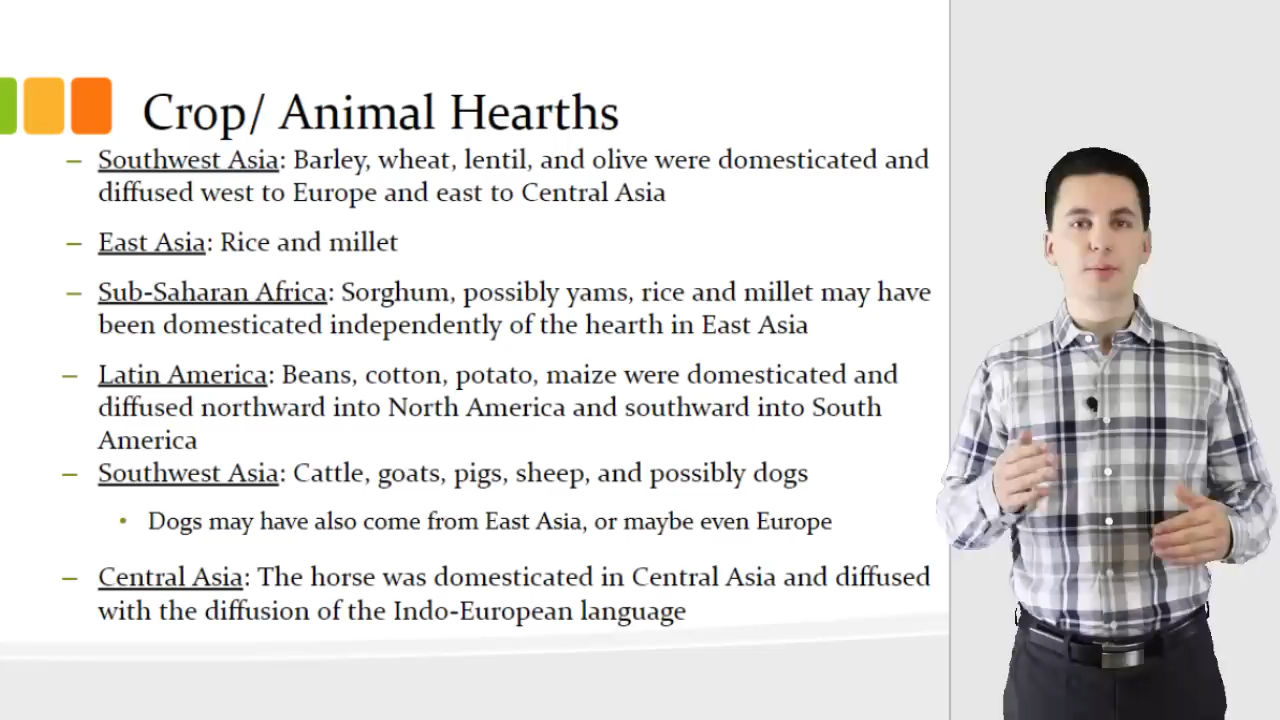 Crop/ Animal Hearths
– Southwest Asia: Barley, wheat, lentil, and olive were domesticated and
diffused west to Europe and east to Central Asia
– East Asia: Rice and millet
– Sub-Saharan Africa: Sorghum, possibly yams, rice and millet may have
been domesticated independently of the hearth in East Asia
– Latin America: Beans, cotton, potato, maize were domesticated and
diffused northward into North America and southward into South
America
– Southwest Asia: Cattle, goats, pigs, sheep, and possibly dogs
• Dogs may have also come from East Asia, or maybe even Europe
– Central Asia: The horse was domesticated in Central Asia and diffused
with the diffusion of the Indo-European language